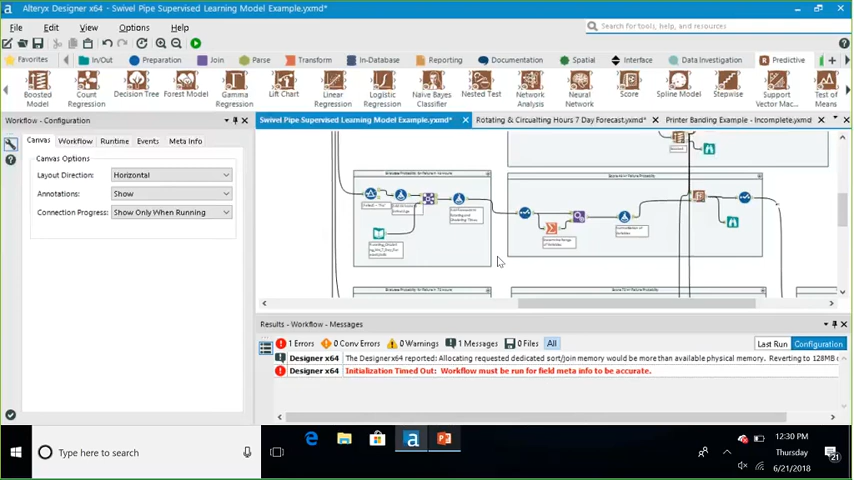 Alteryx Designer x64 - Swivel Pipe Supervised Learning Model Example.yxmd*
File Edit View Options Help
Search for tools, help, and resources
Favorites In/Out Preparation Join Parse Transform In-Database Reporting Documentation Spatial Interface Data Investigation Predictive
Boosted Model Count Regression Decision Tree Forest Model Gamma Regression Lift Chart Linear Regression Logistic Regression Naive Bayes Classifier Nested Test Network Analysis Neural Network Score Spline Model Stepwise Support Vector Mac... Test of Means
Workflow - Configuration
Swivel Pipe Supervised Learning Model Example.yxmd*
Rotating & Circualting Hours 7 Day Forecast.yxmd*
Printer Banding Example - Incomplete.yxmd
Canvas Workflow Runtime Events Meta Info
Canvas Options
Layout Direction: Horizontal
Annotations: Show
Connection Progress: Show Only When Running
Results - Workflow - Messages
1 Errors 0 Conv Errors 0 Warnings 1 Messages 0 Files All
Last Run Configuration
Designer x64 The Designer x64 reported: Allocating requested dedicated sort/join memory would be more than available physical memory. Reverting to 128MB
Designer x64 Initialization Timed Out: Workflow must be run for field meta info to be accurate.
Type here to search
12:30 PM
Thursday
6/21/2018
21